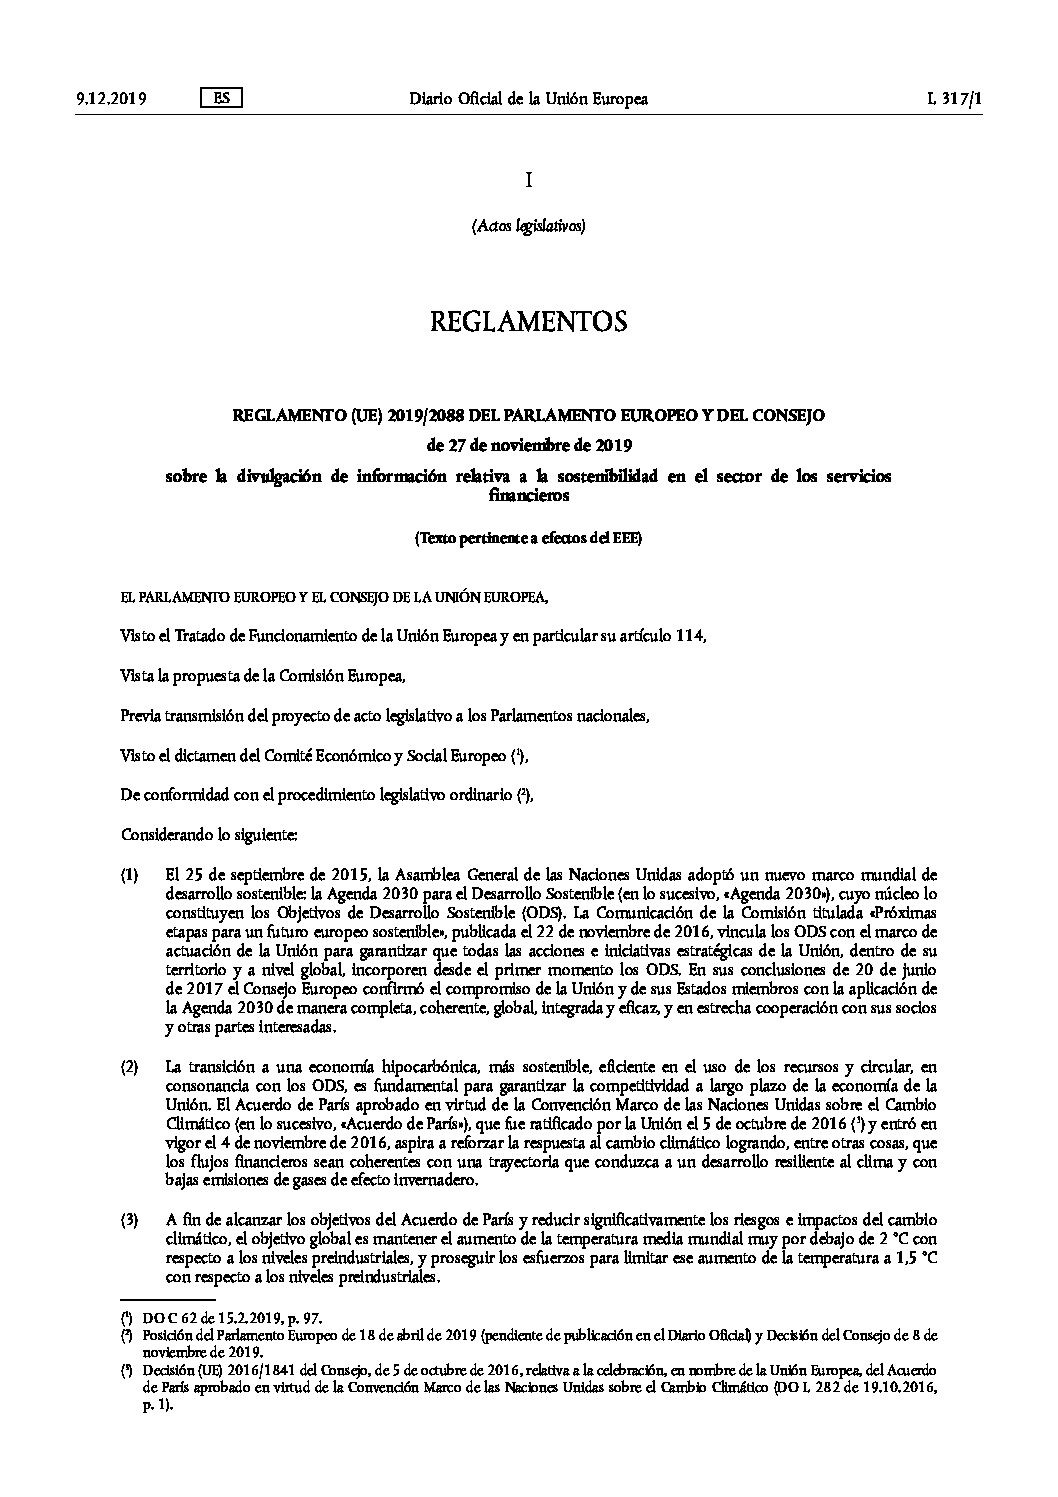 9.12.2019 ES Diario Oficial de la Unión Europea L 317/1
I
(Actos legislativos)
REGLAMENTOS
REGLAMENTO (UE) 2019/2088 DEL PARLAMENTO EUROPEO Y DEL CONSEJO
de 27 de noviembre de 2019
sobre la divulgación de información relativa a la sostenibilidad en el sector de los servicios
financieros
(Texto pertinente a efectos del EEE)
EL PARLAMENTO EUROPEO Y EL CONSEJO DE LA UNIÓN EUROPEA,
Visto el Tratado de Funcionamiento de la Unión Europea y en particular su artículo 114,
Vista la propuesta de la Comisión Europea,
Previa transmisión del proyecto de acto legislativo a los Parlamentos nacionales,
Visto el dictamen del Comité Económico y Social Europeo (¹),
De conformidad con el procedimiento legislativo ordinario (²),
Considerando lo siguiente:
(1) El 25 de septiembre de 2015, la Asamblea General de las Naciones Unidas adoptó un nuevo marco mundial de
desarrollo sostenible: la Agenda 2030 para el Desarrollo Sostenible (en lo sucesivo, «Agenda 2030»), cuyo núcleo lo
constituyen los Objetivos de Desarrollo Sostenible (ODS). La Comunicación de la Comisión titulada «Próximas
etapas para un futuro europeo sostenible», publicada el 22 de noviembre de 2016, vincula los ODS con el marco de
actuación de la Unión para garantizar que todas las acciones e iniciativas estratégicas de la Unión, dentro de su
territorio y a nivel global, incorporen desde el primer momento los ODS. En sus conclusiones de 20 de junio
de 2017 el Consejo Europeo confirmó el compromiso de la Unión y de sus Estados miembros con la aplicación de
la Agenda 2030 de manera completa, coherente, global, integrada y eficaz, y en estrecha cooperación con sus socios
y otras partes interesadas.
(2) La transición a una economía hipocarbónica, más sostenible, eficiente en el uso de los recursos y circular, en
consonancia con los ODS, es fundamental para garantizar la competitividad a largo plazo de la economía de la
Unión. El Acuerdo de París aprobado en virtud de la Convención Marco de las Naciones Unidas sobre el Cambio
Climático (en lo sucesivo, «Acuerdo de París»), que fue ratificado por la Unión el 5 de octubre de 2016 (³) y entró en
vigor el 4 de noviembre de 2016, aspira a reforzar la respuesta al cambio climático logrando, entre otras cosas, que
los flujos financieros sean coherentes con una trayectoria que conduzca a un desarrollo resiliente al clima y con
bajas emisiones de gases de efecto invernadero.
(3) A fin de alcanzar los objetivos del Acuerdo de París y reducir significativamente los riesgos e impactos del cambio
climático, el objetivo global es mantener el aumento de la temperatura media mundial muy por debajo de 2 °C con
respecto a los niveles preindustriales, y proseguir los esfuerzos para limitar ese aumento de la temperatura a 1,5 °C
con respecto a los niveles preindustriales.
(¹) DO C 62 de 15.2.2019, p. 97.
(²) Posición del Parlamento Europeo de 18 de abril de 2019 (pendiente de publicación en el Diario Oficial) y Decisión del Consejo de 8 de
noviembre de 2019.
(³) Decisión (UE) 2016/1841 del Consejo, de 5 de octubre de 2016, relativa a la celebración, en nombre de la Unión Europea, del Acuerdo
de París aprobado en virtud de la Convención Marco de las Naciones Unidas sobre el Cambio Climático (DO L 282 de 19.10.2016,
p. 1).